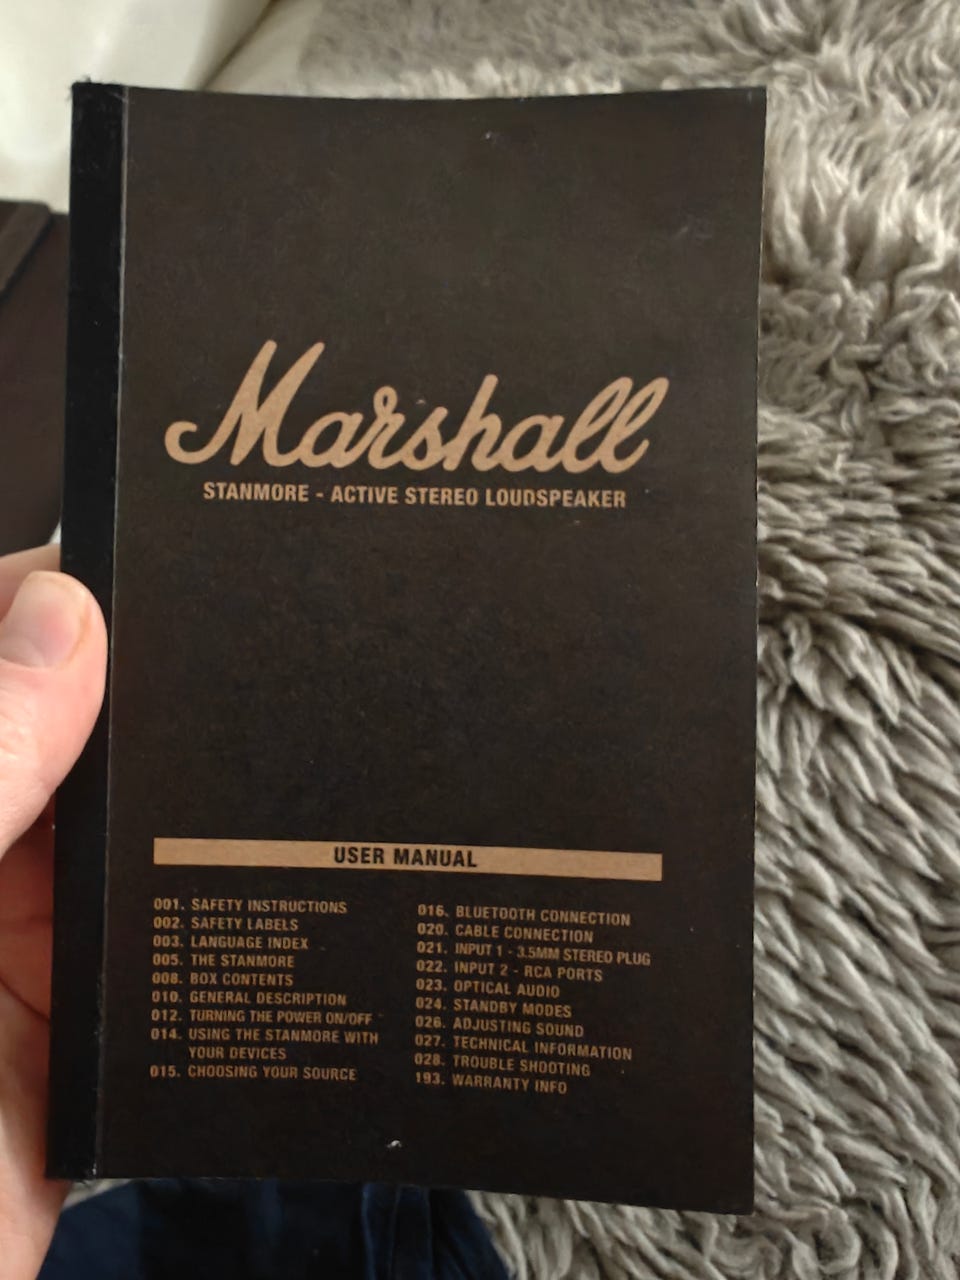 Marshall
STANMORE - ACTIVE STEREO LOUDSPEAKER
USER MANUAL
001. SAFETY INSTRUCTIONS
002. SAFETY LABELS
003. LANGUAGE INDEX
005. THE STANMORE
008. BOX CONTENTS
010. GENERAL DESCRIPTION
012. TURNING THE POWER ON/OFF
014. USING THE STANMORE WITH
YOUR DEVICES
015. CHOOSING YOUR SOURCE
016. BLUETOOTH CONNECTION
020. CABLE CONNECTION
021. INPUT 1 - 3.5MM STEREO PLUG
022. INPUT 2 - RCA PORTS
023. OPTICAL AUDIO
024. STANDBY MODES
026. ADJUSTING SOUND
027. TECHNICAL INFORMATION
028. TROUBLE SHOOTING
193. WARRANTY INFO